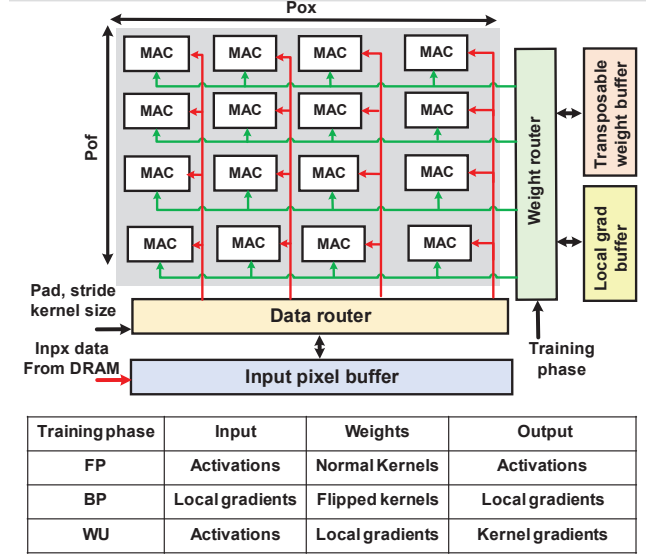 Pox
Pof
MAC MAC MAC MAC
MAC MAC MAC MAC
MAC MAC MAC MAC
MAC MAC MAC MAC
Weight router
Transposable
weight buffer
Local grad
buffer
Pad, stride
kernel size
Data router
Training
phase
Inpx data
From DRAM
Input pixel buffer
Training phase Input Weights Output
FP Activations Normal Kernels Activations
BP Local gradients Flipped kernels Local gradients
WU Activations Local gradients Kernel gradients